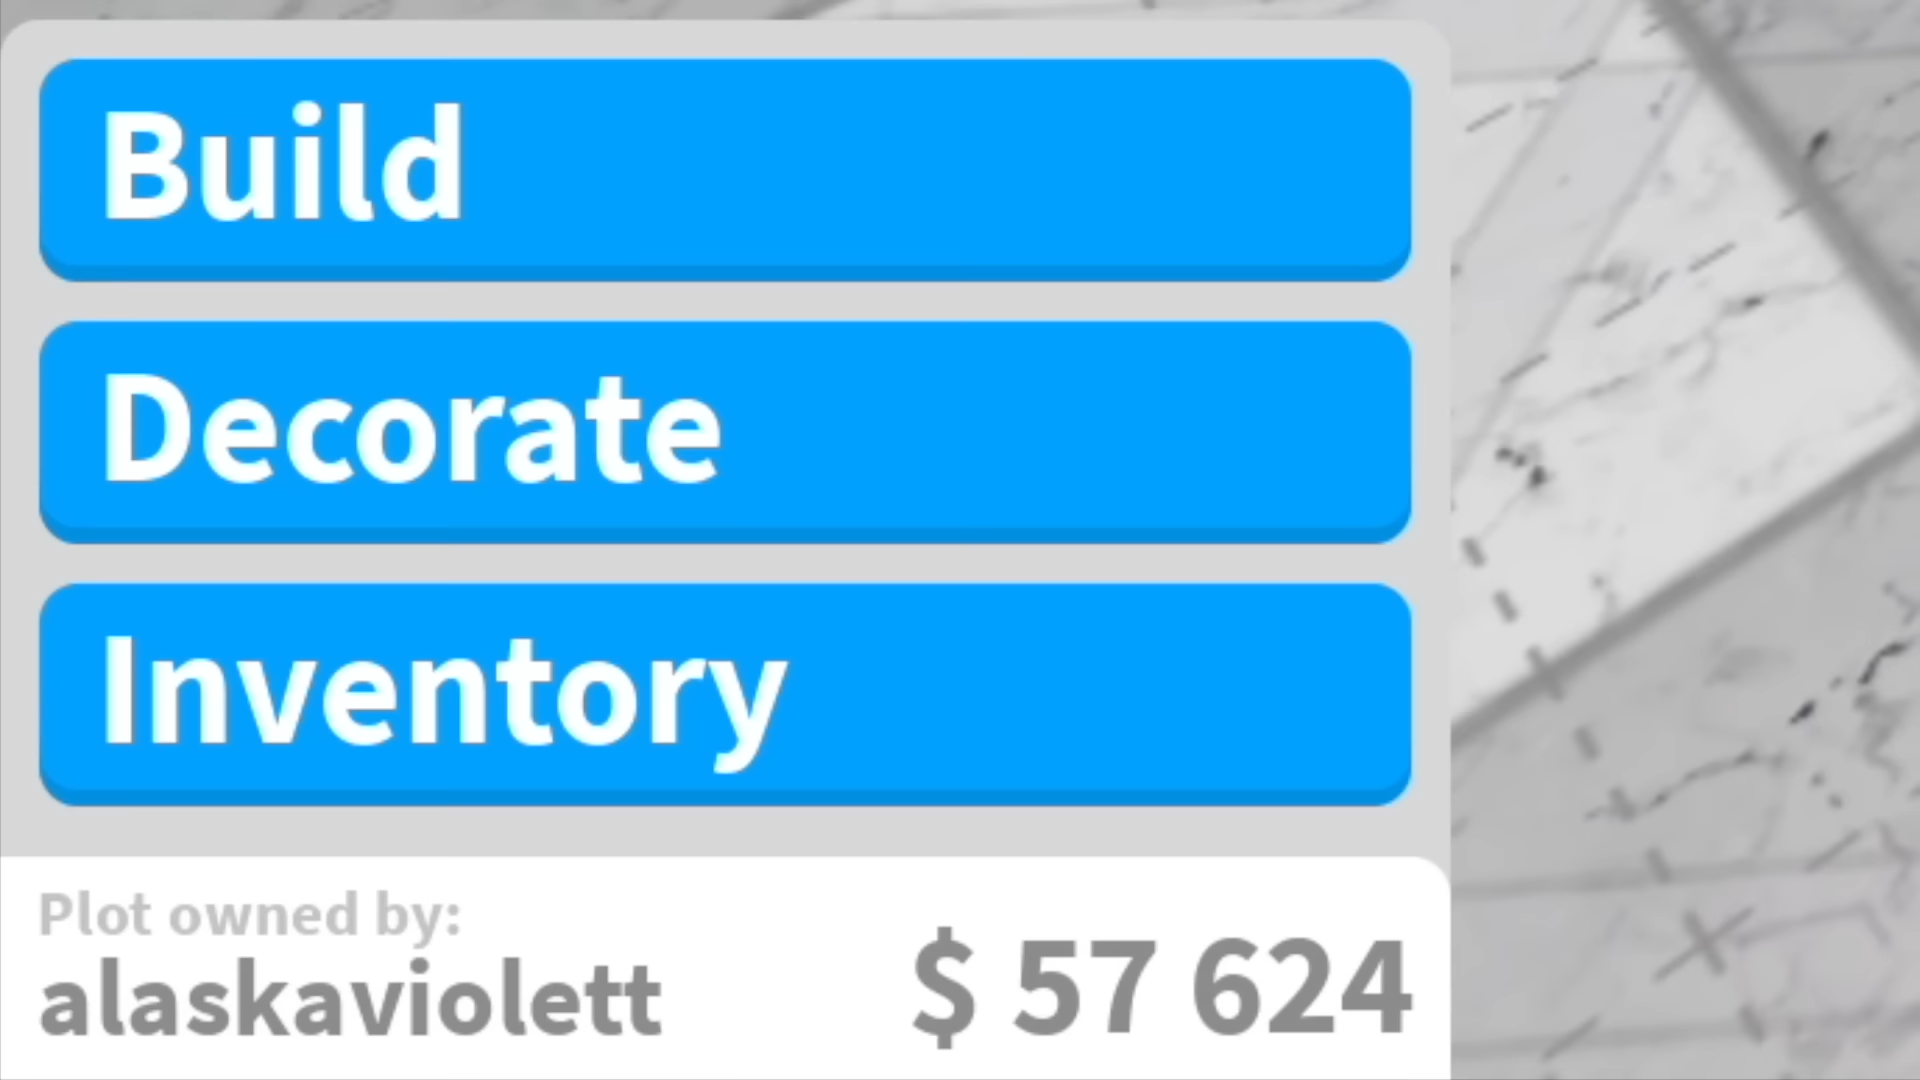 Build
Decorate
Inventory
Plot owned by:
alaskaviolett
$ 57 624